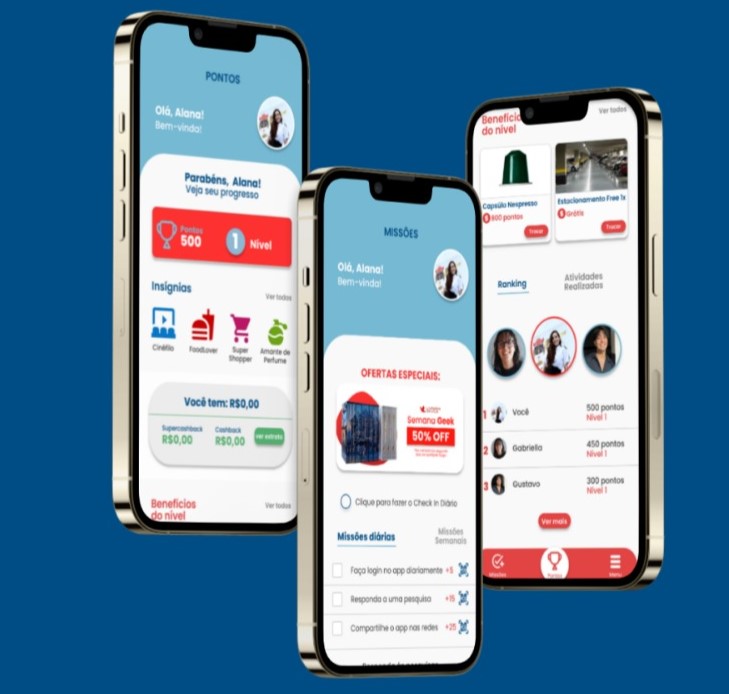 PONTOS
Olá, Alana!
Bem-vinda!
Parabéns, Alana!
Veja seu progresso
Pontos
500
1 Nível
Insígnias
Ver todos
Cinéfilo
FoodLover
Super
Shopper
Amante de
Perfume
Você tem: R$0,00
Supercashback
R$0,00
Cashback
R$0,00
Ver extrato
Benefícios
do nível
Ver todos
MISSÕES
Olá, Alana!
Bem-vinda!
OFERTAS ESPECIAIS:
Semana Geek
50% OFF
Clique para fazer o Check In Diário
Missões diárias
Missões
Semanais
Faça login no app diariamente +5
Responda a uma pesquisa +15
Compartilhe o app nas redes +25
Benefício
do nível
Ver todos
Capsúla Nespresso
600 pontos
Trocar
Estacionamento Free 1x
Grátis
Trocar
Ranking
Atividades
Realizadas
1 Você 500 pontos
Nível 1
2 Gabriella 450 pontos
Nível 1
3 Gustavo 300 pontos
Nível 1
Ver mais
Missões
Pontos
Menu